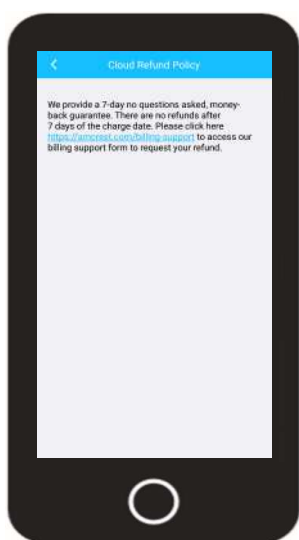 Cloud Refund Policy
We provide a 7-day no questions asked, money-
back guarantee. There are no refunds after
7 days of the charge date. Please click here
https://amcrest.com/billing-support to access our
billing support form to request your refund.